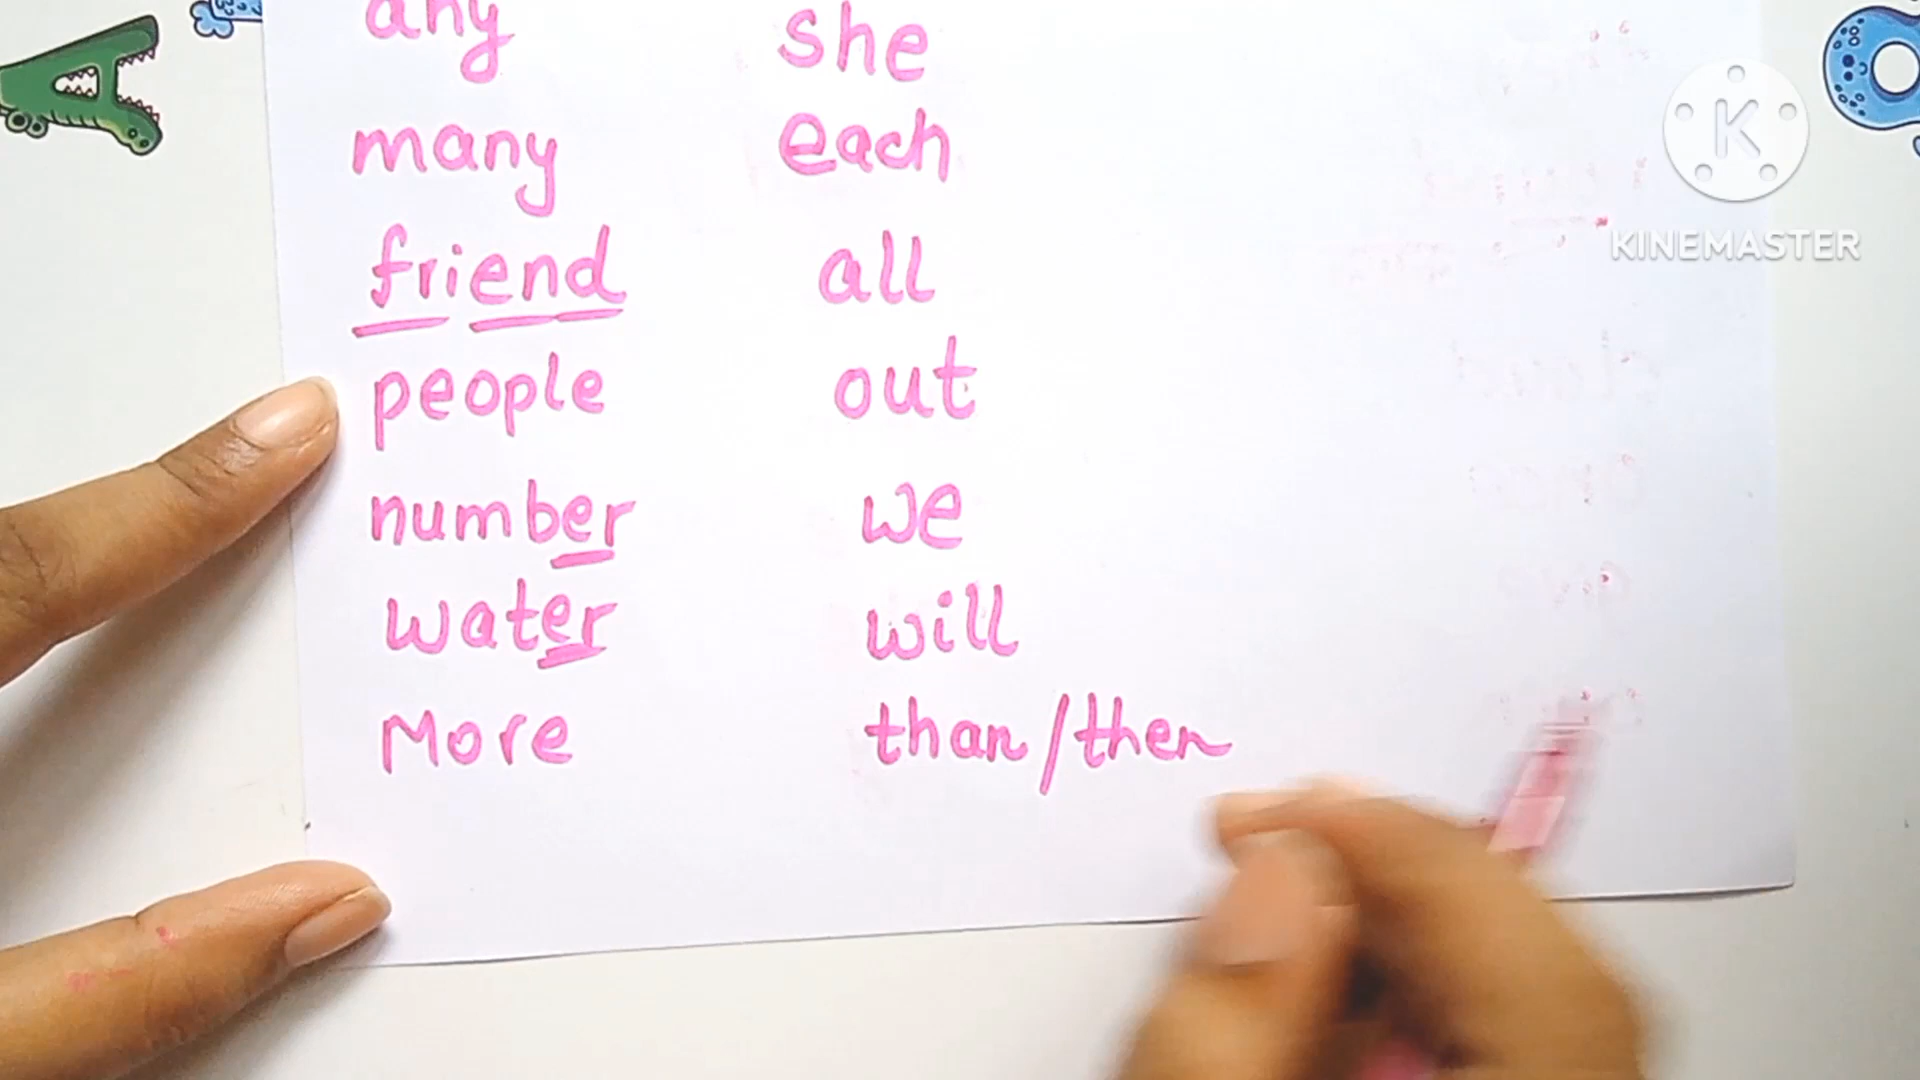 any she
many each
friend all
people out
number we
water will
More than/then
K
KINEMASTER